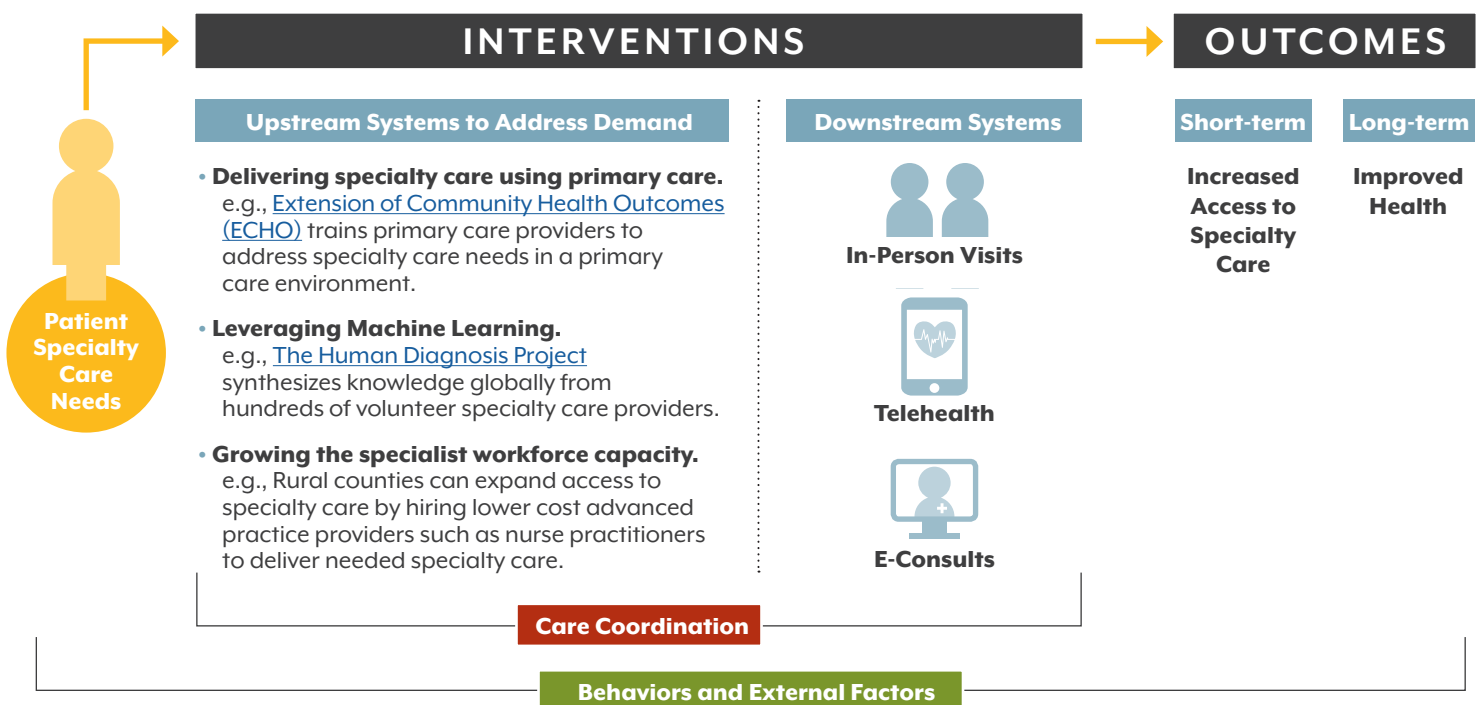 INTERVENTIONS
OUTCOMES
Patient
Specialty
Care
Needs
Upstream Systems to Address Demand
• Delivering specialty care using primary care.
e.g., Extension of Community Health Outcomes
(ECHO) trains primary care providers to
address specialty care needs in a primary
care environment.
• Leveraging Machine Learning.
e.g., The Human Diagnosis Project
synthesizes knowledge globally from
hundreds of volunteer specialty care providers.
• Growing the specialist workforce capacity.
e.g., Rural counties can expand access to
specialty care by hiring lower cost advanced
practice providers such as nurse practitioners
to deliver needed specialty care.
Downstream Systems
In-Person Visits
Telehealth
E-Consults
Short-term
Increased
Access to
Specialty
Care
Long-term
Improved
Health
Care Coordination
Behaviors and External Factors